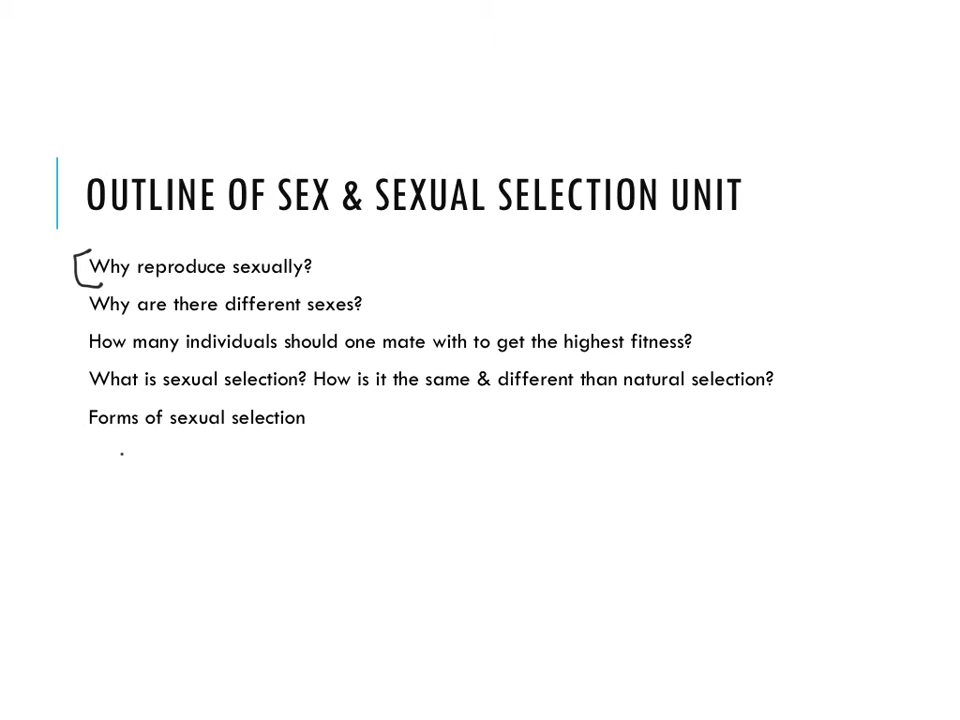 OUTLINE OF SEX & SEXUAL SELECTION UNIT
Why reproduce sexually?
Why are there different sexes?
How many individuals should one mate with to get the highest fitness?
What is sexual selection? How is it the same & different than natural selection?
Forms of sexual selection